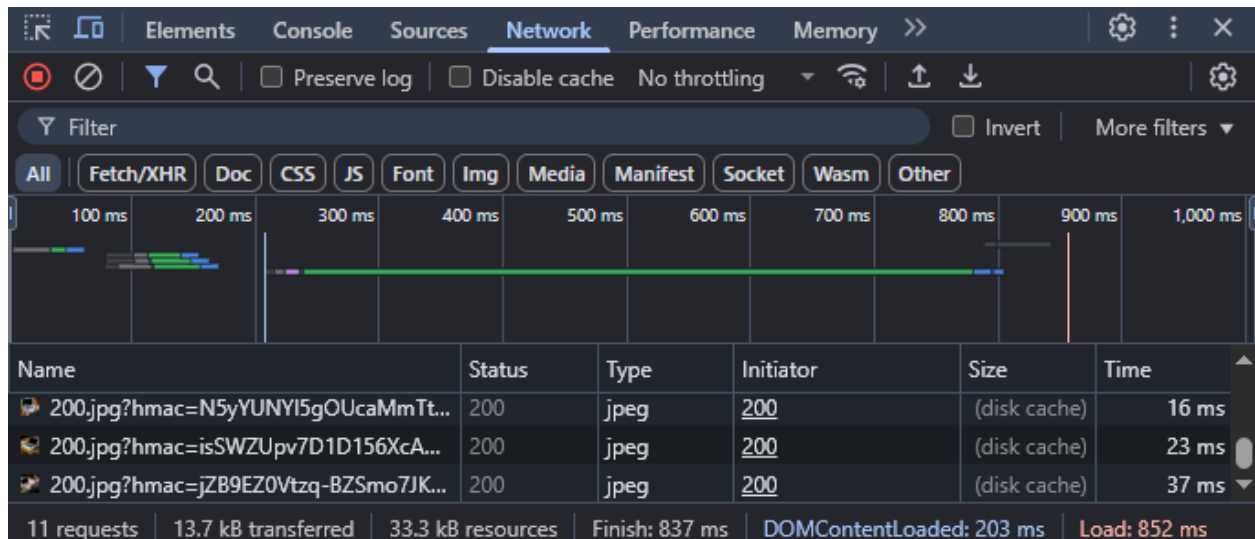 Elements Console Sources Network Performance Memory
Preserve log Disable cache No throttling
Filter Invert More filters
All Fetch/XHR Doc CSS JS Font Img Media Manifest Socket Wasm Other
100 ms 200 ms 300 ms 400 ms 500 ms 600 ms 700 ms 800 ms 900 ms 1,000 ms
Name Status Type Initiator Size Time
200.jpg?hmac=N5yYUNYI5gOUcaMmTt... 200 jpeg 200 (disk cache) 16 ms
200.jpg?hmac=isSWZUpv7D1D156XcA... 200 jpeg 200 (disk cache) 23 ms
200.jpg?hmac=jZB9EZ0Vtzq-BZSmo7JK... 200 jpeg 200 (disk cache) 37 ms
11 requests 13.7 kB transferred 33.3 kB resources Finish: 837 ms DOMContentLoaded: 203 ms Load: 852 ms